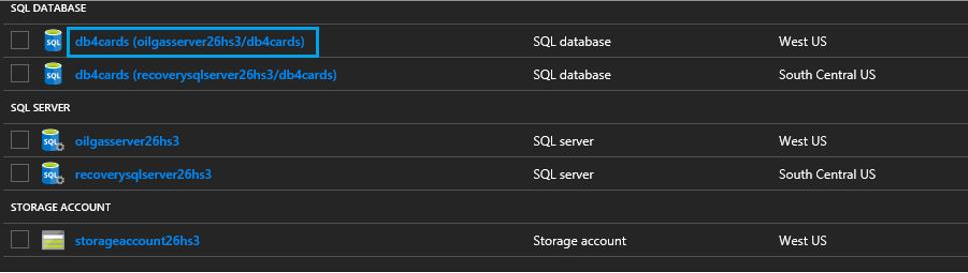 SQL DATABASE
db4cards (oilgasserver26hs3/db4cards) SQL database West US
db4cards (recoverysqlserver26hs3/db4cards) SQL database South Central US
SQL SERVER
oilgasserver26hs3 SQL server West US
recoverysqlserver26hs3 SQL server South Central US
STORAGE ACCOUNT
storageaccount26hs3 Storage account West US